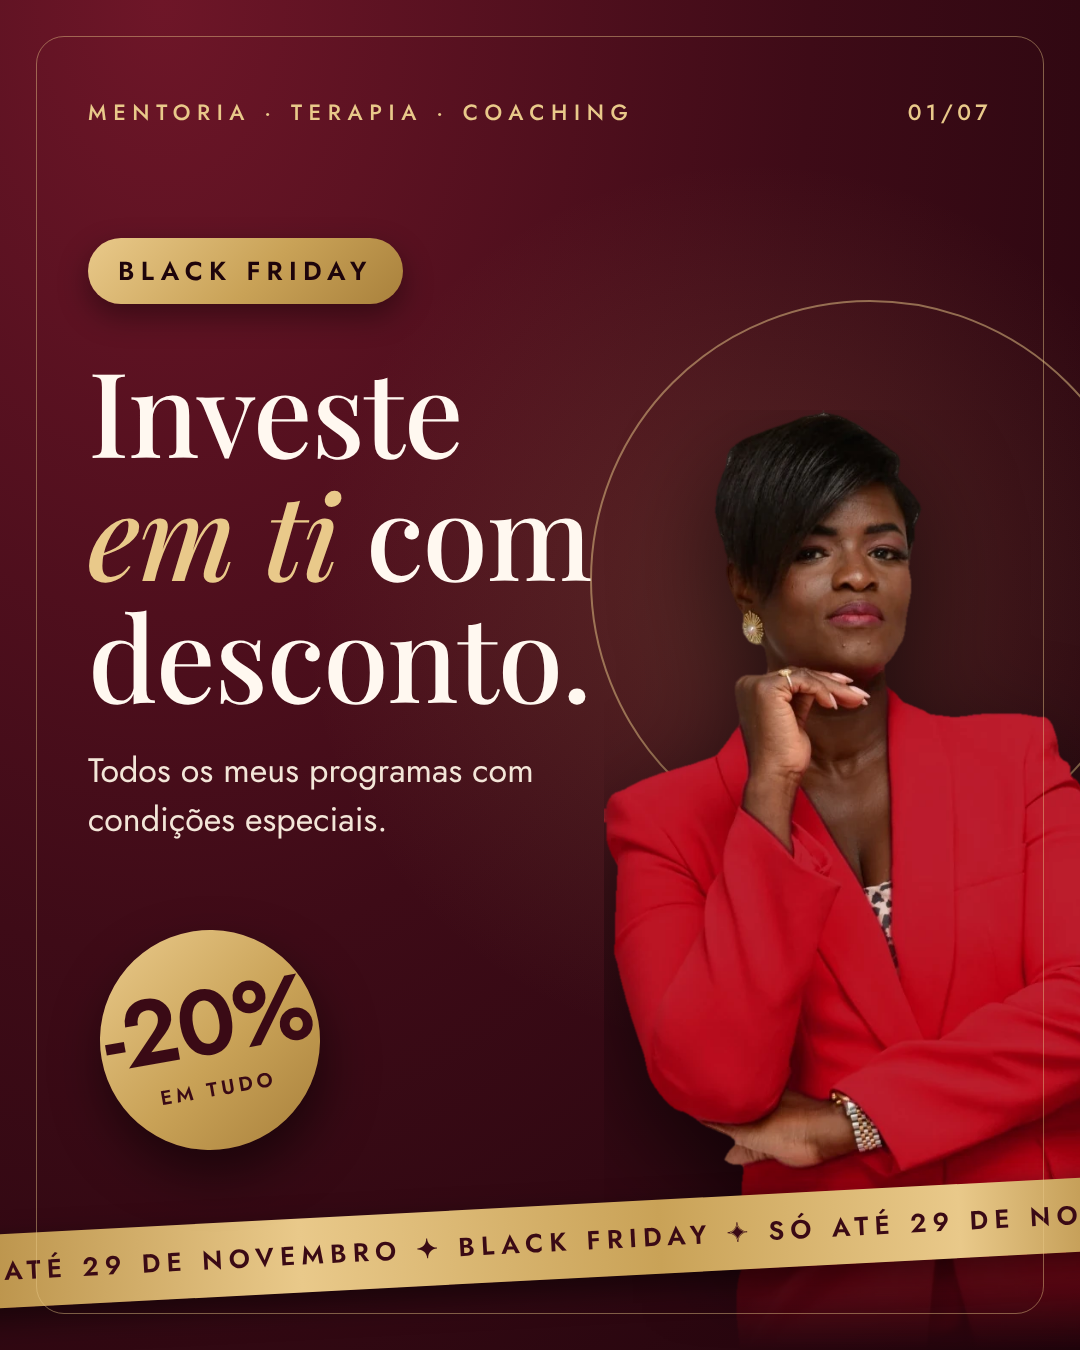 MENTORIA · TERAPIA · COACHING
01/07
BLACK FRIDAY
Investe
em ti com
desconto.
Todos os meus programas com
condições especiais.
-20%
EM TUDO
ATÉ 29 DE NOVEMBRO ✦ BLACK FRIDAY ✦ SÓ ATÉ 29 DE NO